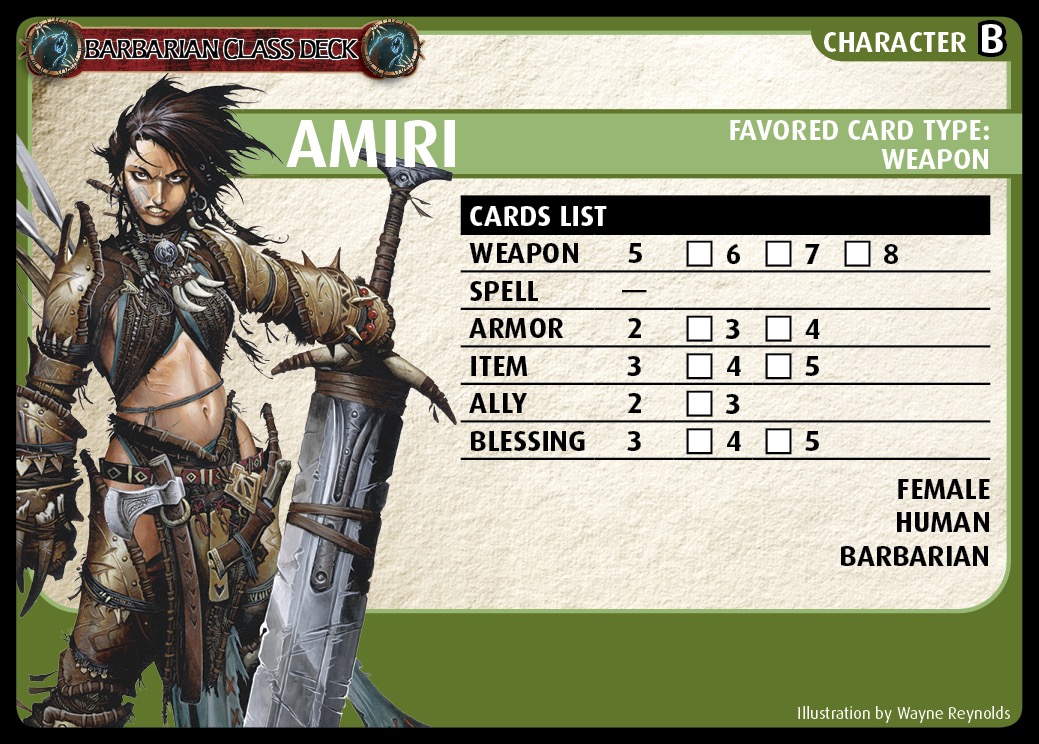 BARBARIAN CLASS DECK
CHARACTER B
AMIRI
FAVORED CARD TYPE:
WEAPON
CARDS LIST
WEAPON 5 □ 6 □ 7 □ 8
SPELL —
ARMOR 2 □ 3 □ 4
ITEM 3 □ 4 □ 5
ALLY 2 □ 3
BLESSING 3 □ 4 □ 5
FEMALE
HUMAN
BARBARIAN
Illustration by Wayne Reynolds